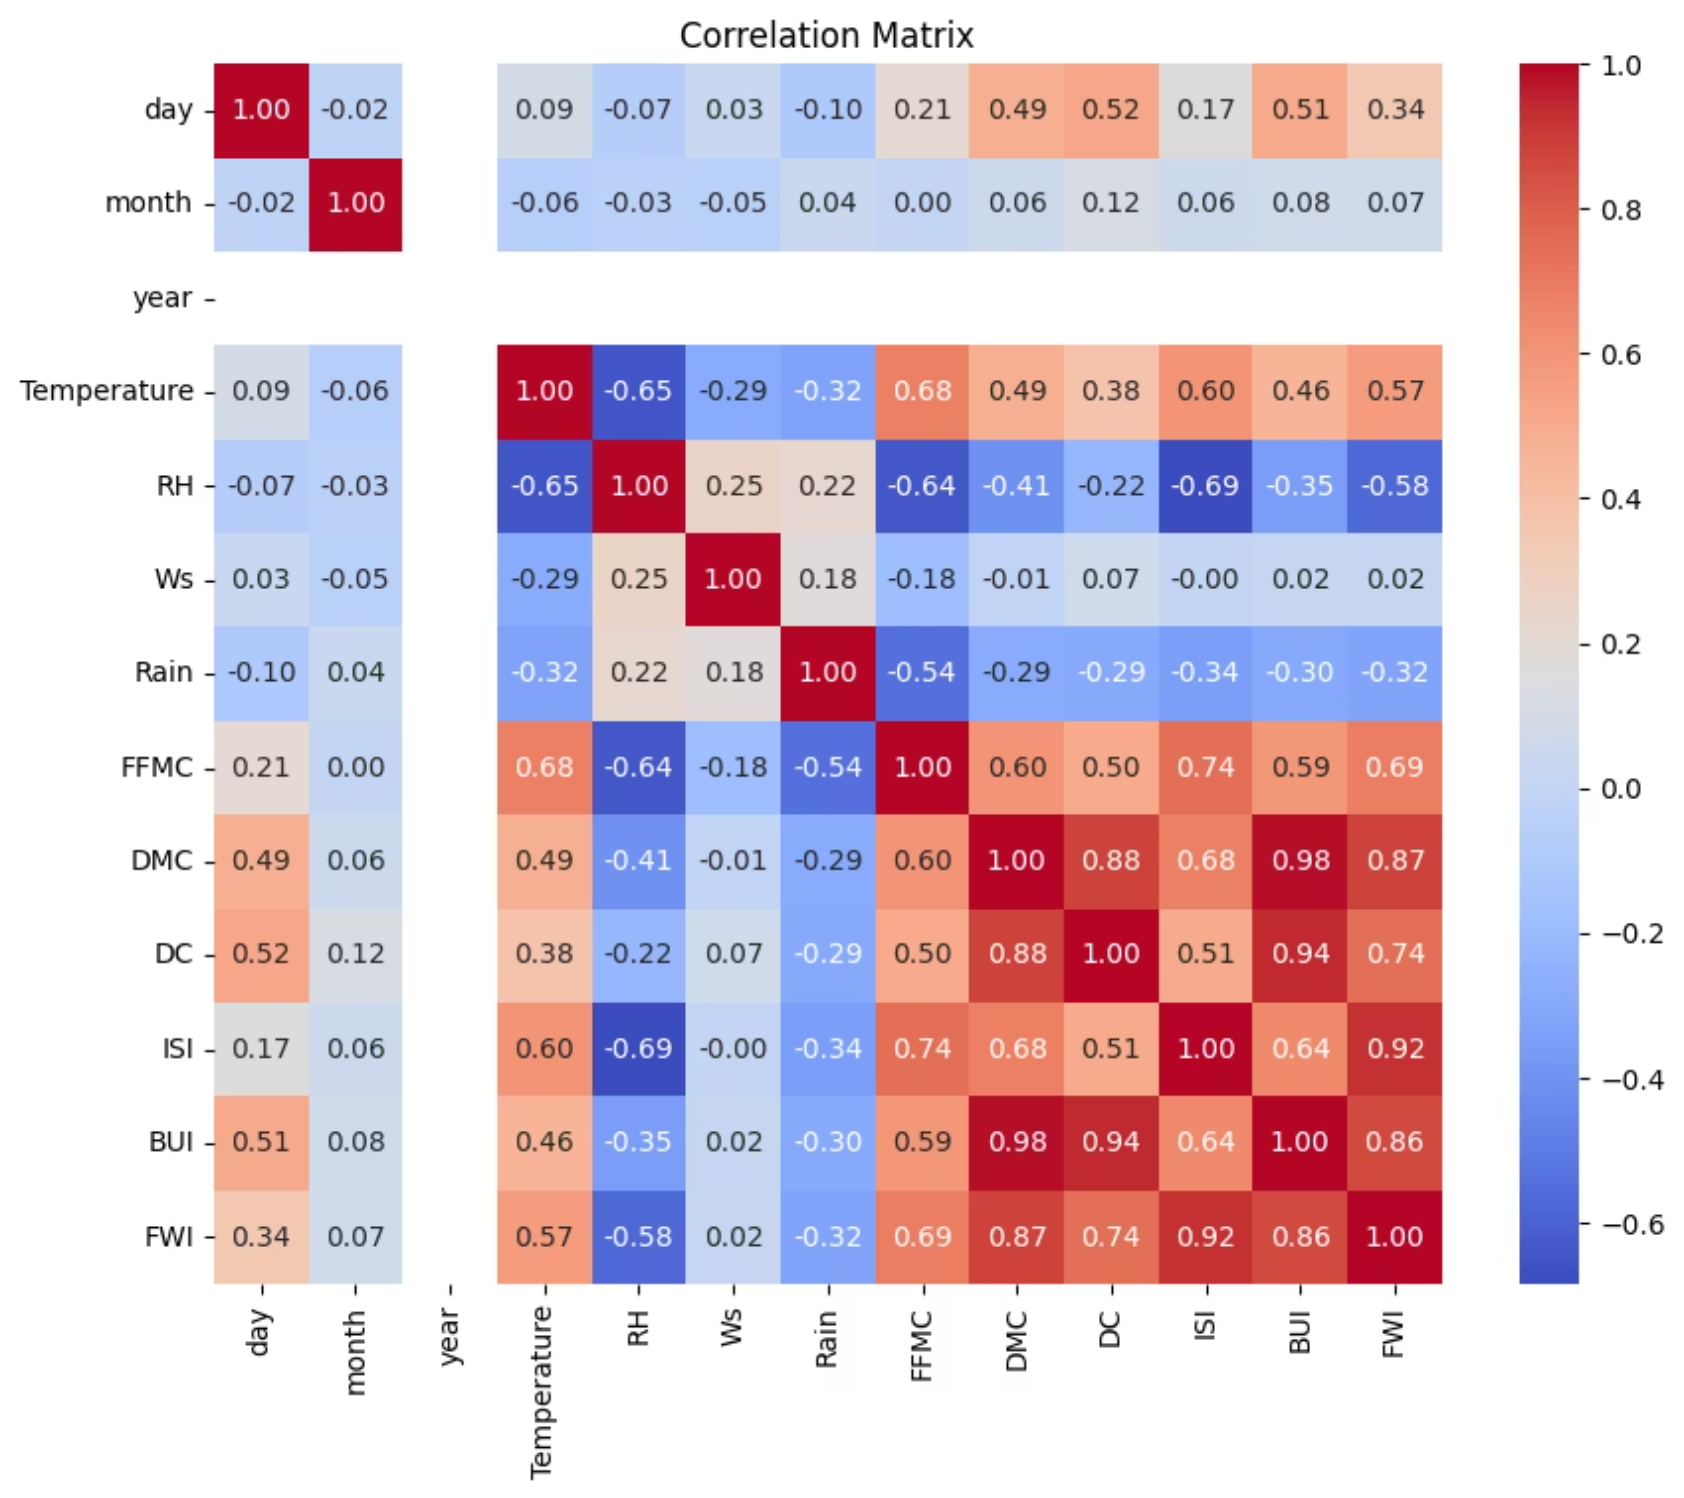 Correlation Matrix
day 1.00 -0.02 0.09 -0.07 0.03 -0.10 0.21 0.49 0.52 0.17 0.51 0.34
month -0.02 1.00 -0.06 -0.03 -0.05 0.04 0.00 0.06 0.12 0.06 0.08 0.07
year
Temperature 0.09 -0.06 1.00 -0.65 -0.29 -0.32 0.68 0.49 0.38 0.60 0.46 0.57
RH -0.07 -0.03 -0.65 1.00 0.25 0.22 -0.64 -0.41 -0.22 -0.69 -0.35 -0.58
Ws 0.03 -0.05 -0.29 0.25 1.00 0.18 -0.18 -0.01 0.07 -0.00 0.02 0.02
Rain -0.10 0.04 -0.32 0.22 0.18 1.00 -0.54 -0.29 -0.29 -0.34 -0.30 -0.32
FFMC 0.21 0.00 0.68 -0.64 -0.18 -0.54 1.00 0.60 0.50 0.74 0.59 0.69
DMC 0.49 0.06 0.49 -0.41 -0.01 -0.29 0.60 1.00 0.88 0.68 0.98 0.87
DC 0.52 0.12 0.38 -0.22 0.07 -0.29 0.50 0.88 1.00 0.51 0.94 0.74
ISI 0.17 0.06 0.60 -0.69 -0.00 -0.34 0.74 0.68 0.51 1.00 0.64 0.92
BUI 0.51 0.08 0.46 -0.35 0.02 -0.30 0.59 0.98 0.94 0.64 1.00 0.86
FWI 0.34 0.07 0.57 -0.58 0.02 -0.32 0.69 0.87 0.74 0.92 0.86 1.00
day month year Temperature RH Ws Rain FFMC DMC DC ISI BUI FWI
1.0
0.8
0.6
0.4
0.2
0.0
−0.2
−0.4
−0.6